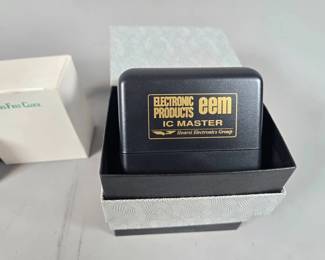 ELECTRONIC
PRODUCTS eem
IC MASTER
Hearst Electronics Group